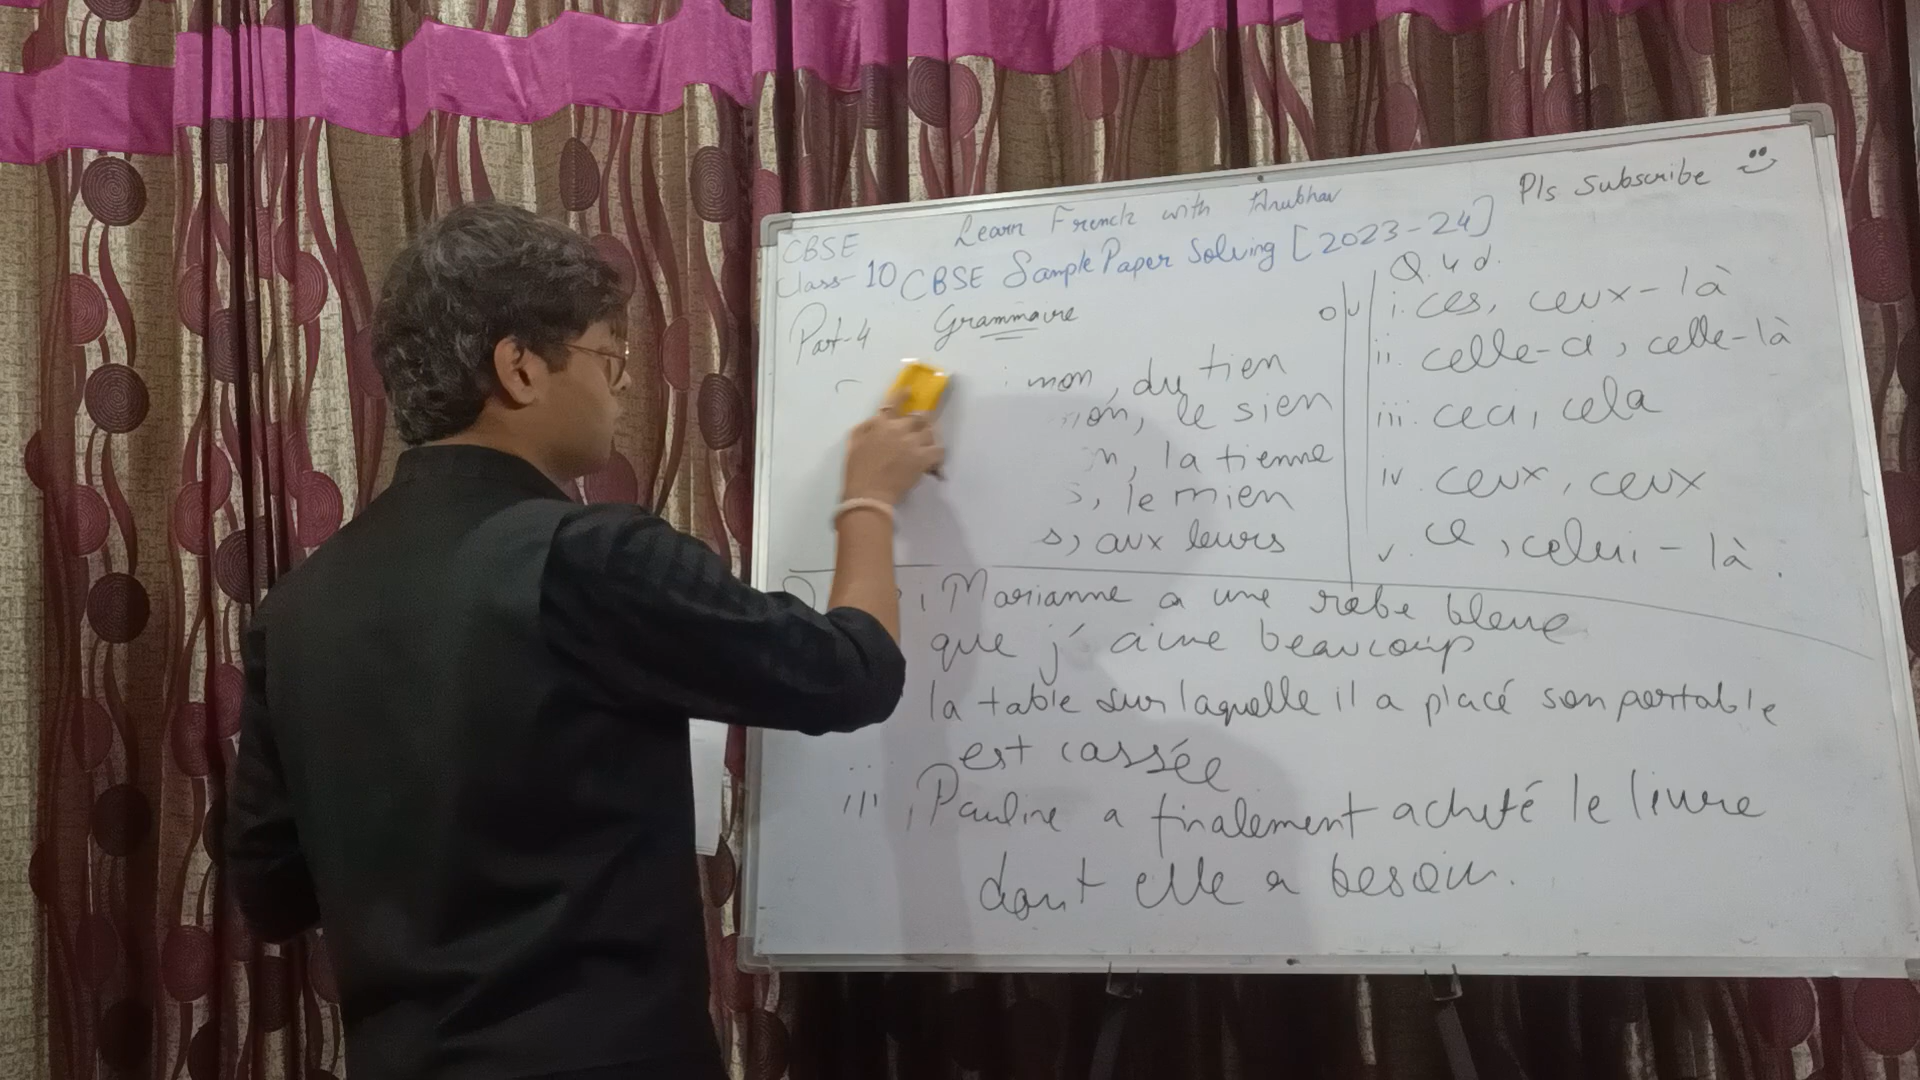 Pls Subscribe
Learn French with Anubhav
CBSE
Class-10 CBSE Sample Paper Solving [2023-24]
Part-4 Grammaire
mon, du tien
, le sien
n, la tienne
s, le mien
s, aux leurs
ou
Q.4 d.
i. ces, ceux-là
ii. celle-ci, celle-là
iii. ceci, cela
iv. ceux, ceux
v. ce, celui-là.
i Marianne a une robe bleue
que j'aime beaucoup
la table sur laquelle il a placé son portable
est cassée
iii Pauline a finalement acheté le livre
dont elle a besoin.